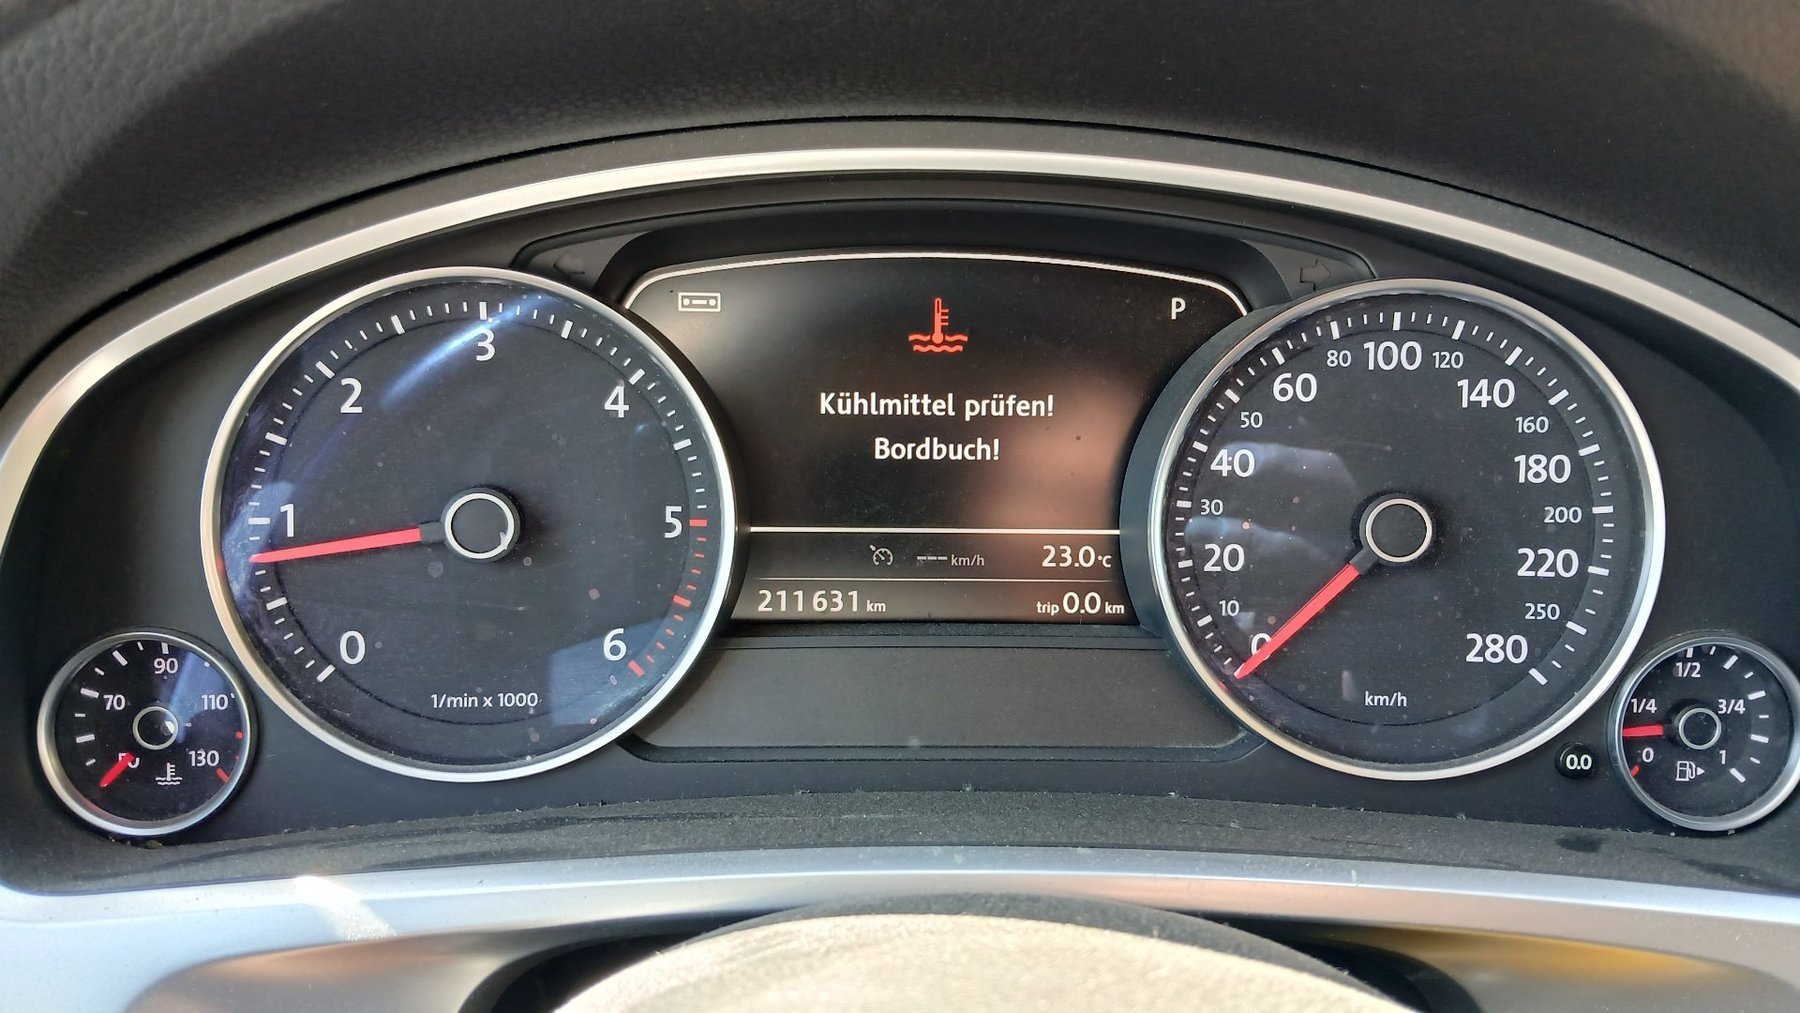 0 1 2 3 4 5 6
1/min x 1000
70 90 110 130
P
Kühlmittel prüfen!
Bordbuch!
--- km/h
23.0°C
211631 km
trip 0.0 km
0 10 20 30 40 50 60 80 100 120 140 160 180 200 220 250 280
km/h
0.0
0 1/4 1/2 3/4 1